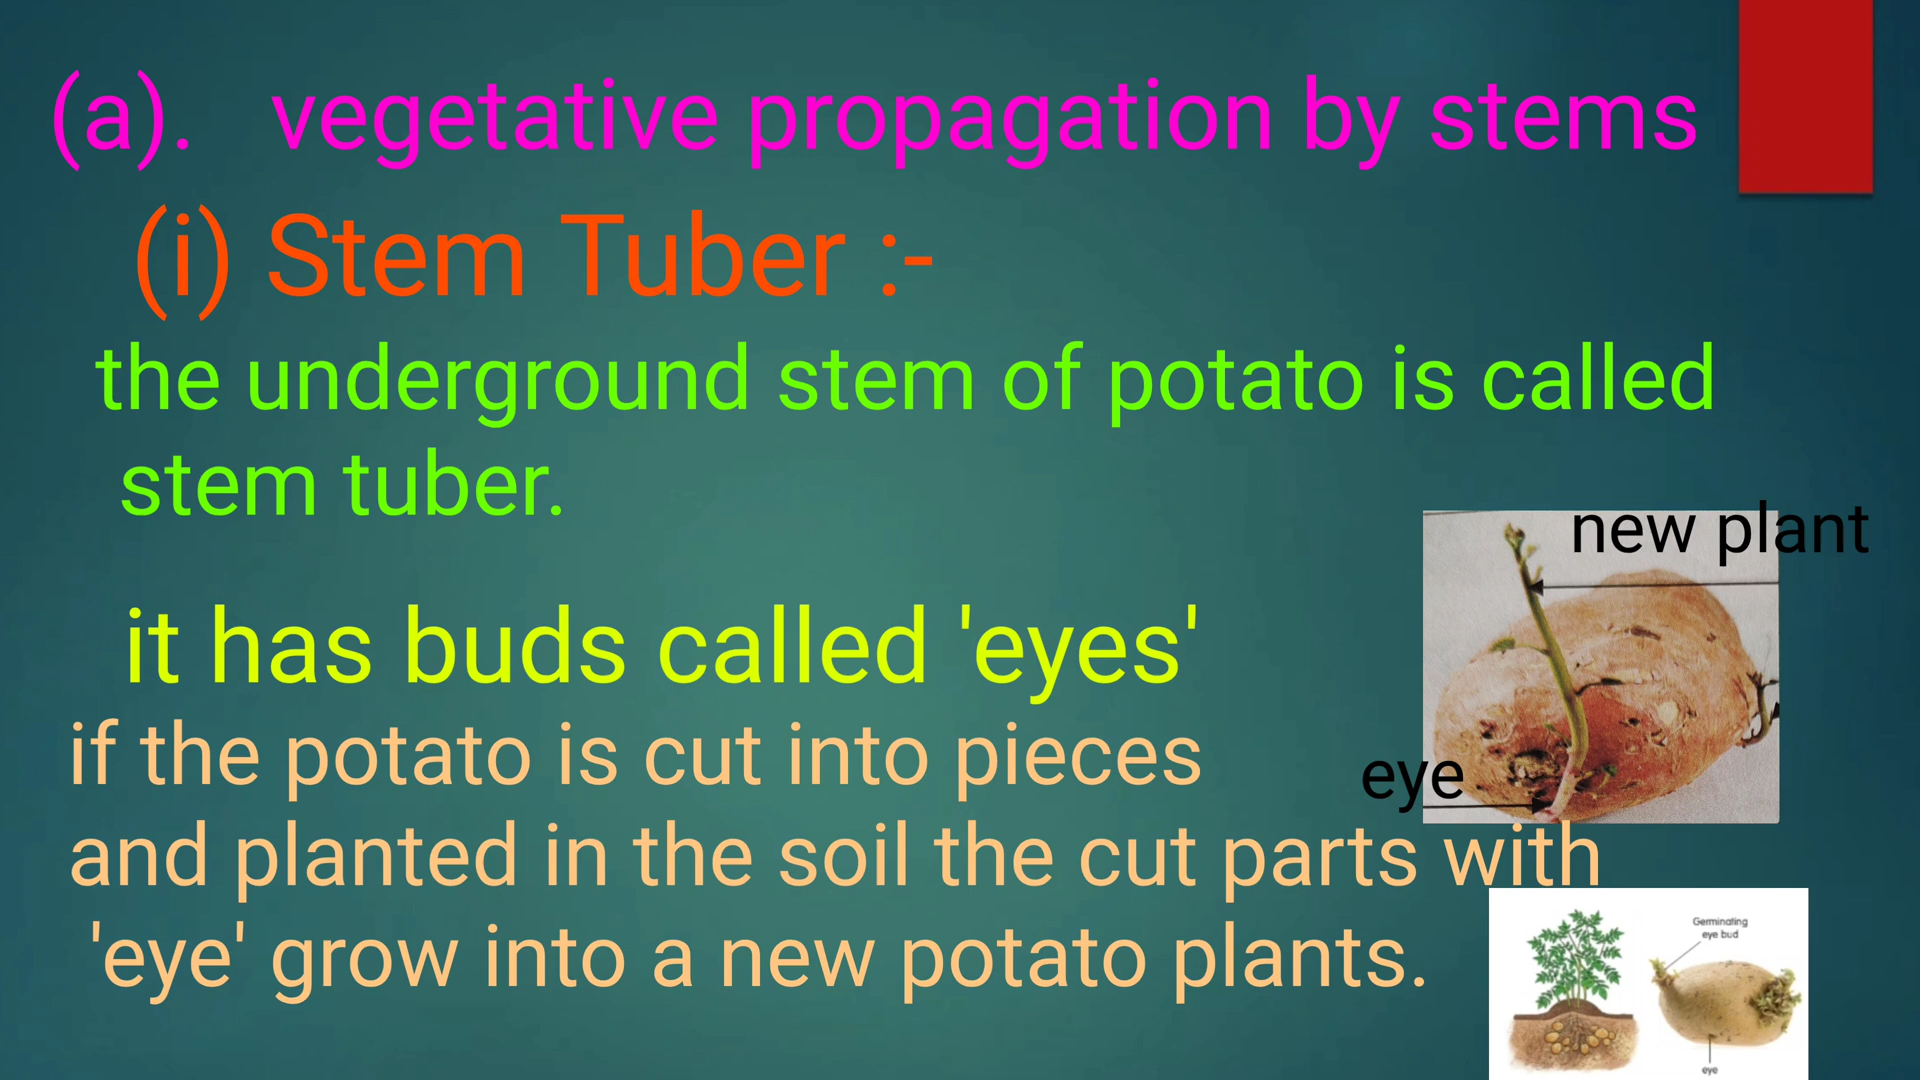 (a). vegetative propagation by stems
(i) Stem Tuber :-
the underground stem of potato is called
stem tuber.
new plant
it has buds called 'eyes'
if the potato is cut into pieces
eye
and planted in the soil the cut parts with
'eye' grow into a new potato plants.
Germinating
eye bud
eye